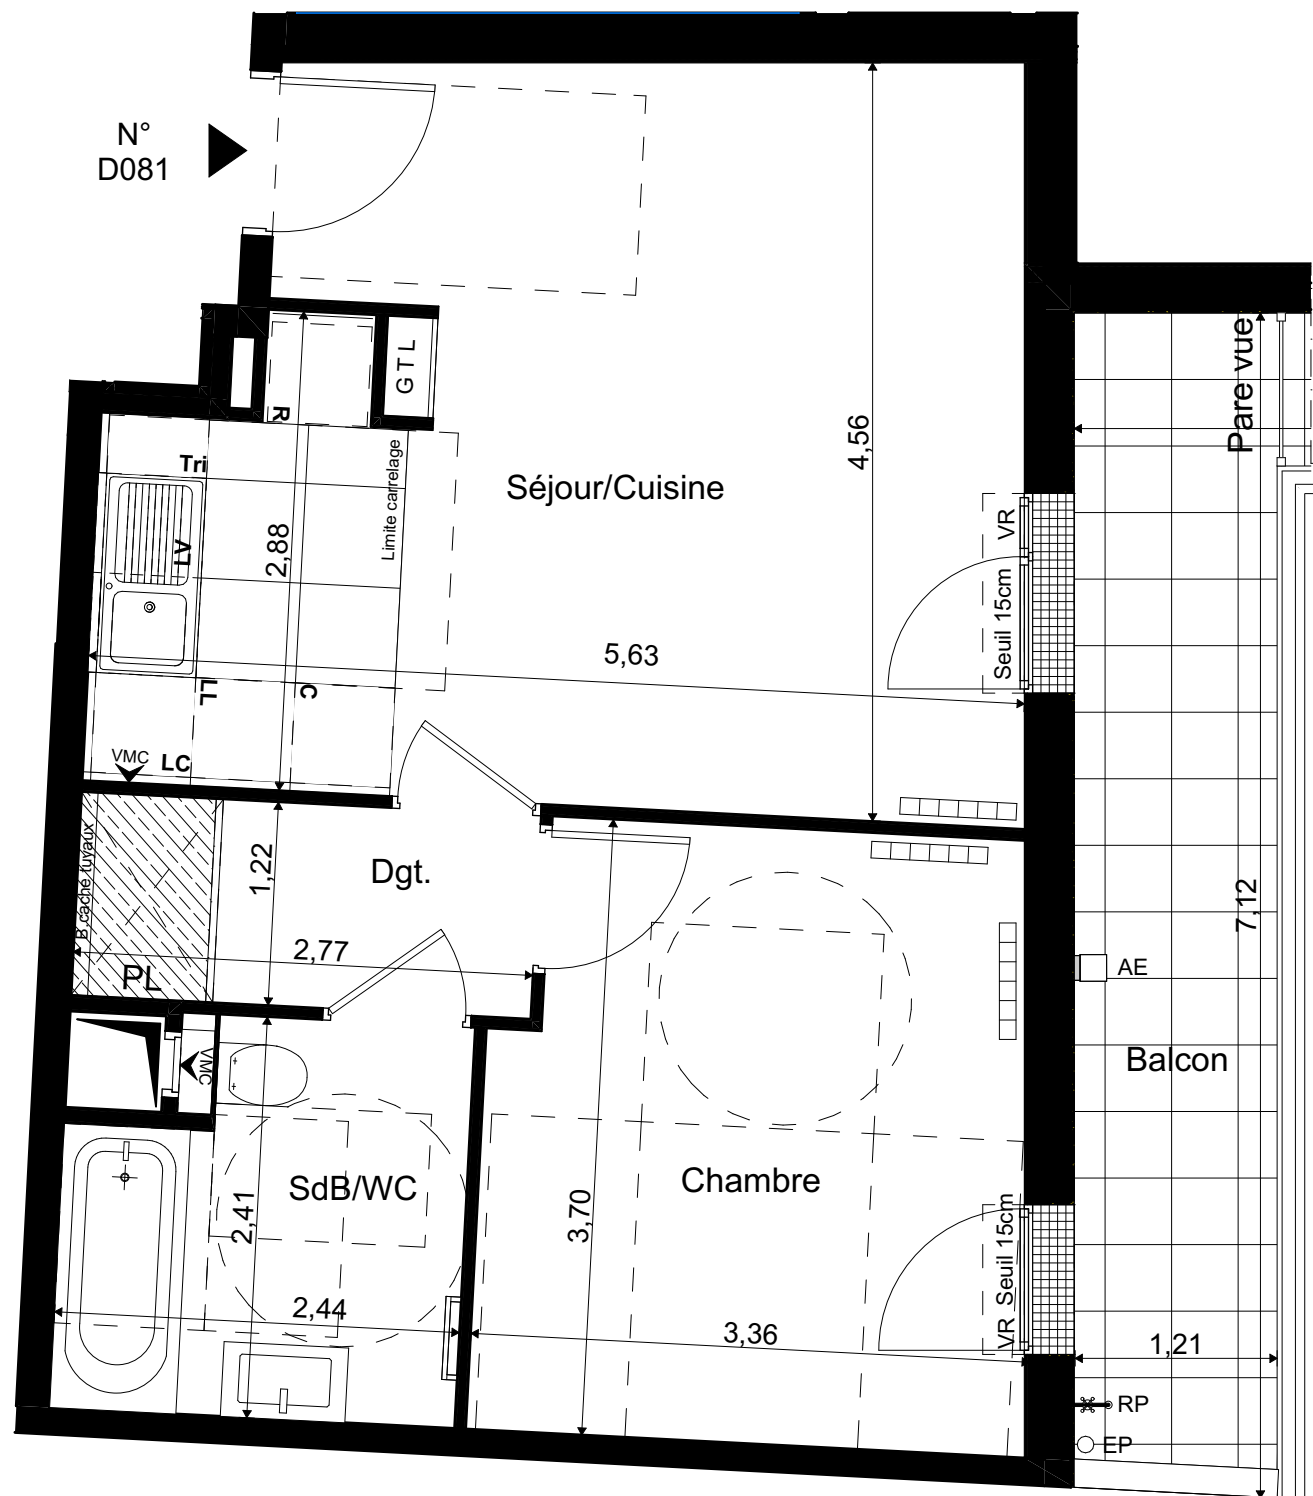 N°
D081
G T L
R
Tri
Limite carrelage
Séjour/Cuisine
4,56
Pare vue
VR
Seuil 15cm
LV
2,88
5,63
LL
C
VMC
LC
B.cache tuyaux
1,22
Dgt.
2,77
PL
7,12
AE
Balcon
VMC
SdB/WC
2,41
2,44
Chambre
3,70
3,36
VR Seuil 15cm
1,21
RP
EP